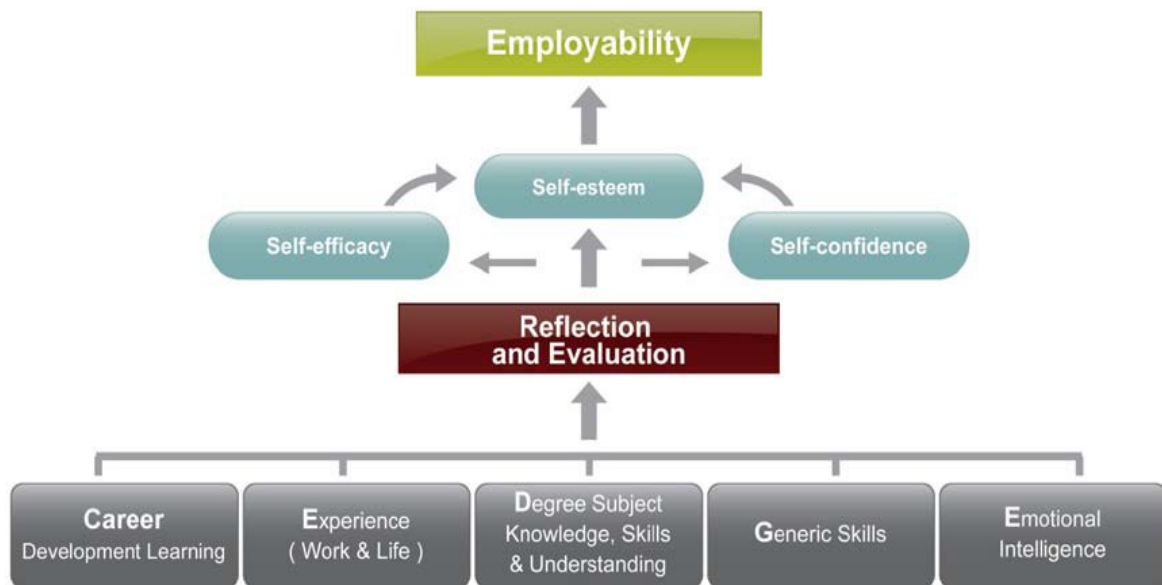 Employability
Self-esteem
Self-efficacy
Self-confidence
Reflection
and Evaluation
Career
Development Learning
Experience
( Work & Life )
Degree Subject
Knowledge, Skills
& Understanding
Generic Skills
Emotional
Intelligence